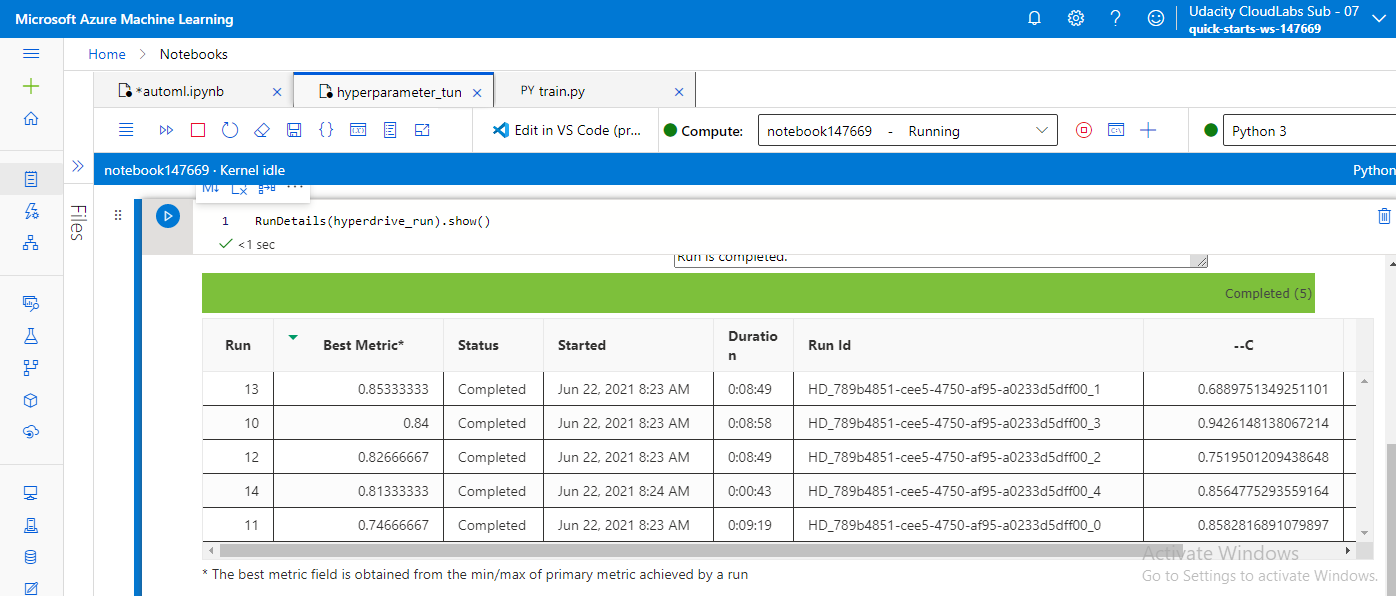 Microsoft Azure Machine Learning
Udacity CloudLabs Sub - 07
quick-starts-ws-147669
Home > Notebooks
*automl.ipynb × hyperparameter_tun × PY train.py ×
Edit in VS Code (pr... Compute: notebook147669 - Running Python 3
notebook147669 · Kernel idle Python
Files
M↓ ...
1 RunDetails(hyperdrive_run).show()
<1 sec
Run is completed.
Completed (5)
Run Best Metric* Status Started Duratio
n Run Id --C
13 0.85333333 Completed Jun 22, 2021 8:23 AM 0:08:49 HD_789b4851-cee5-4750-af95-a0233d5dff00_1 0.6889751349251101
10 0.84 Completed Jun 22, 2021 8:23 AM 0:08:58 HD_789b4851-cee5-4750-af95-a0233d5dff00_3 0.9426148138067214
12 0.82666667 Completed Jun 22, 2021 8:23 AM 0:08:49 HD_789b4851-cee5-4750-af95-a0233d5dff00_2 0.7519501209438648
14 0.81333333 Completed Jun 22, 2021 8:24 AM 0:00:43 HD_789b4851-cee5-4750-af95-a0233d5dff00_4 0.8564775293559164
11 0.74666667 Completed Jun 22, 2021 8:23 AM 0:09:19 HD_789b4851-cee5-4750-af95-a0233d5dff00_0 0.8582816891079897
Activate Windows
* The best metric field is obtained from the min/max of primary metric achieved by a run
Go to Settings to activate Windows.